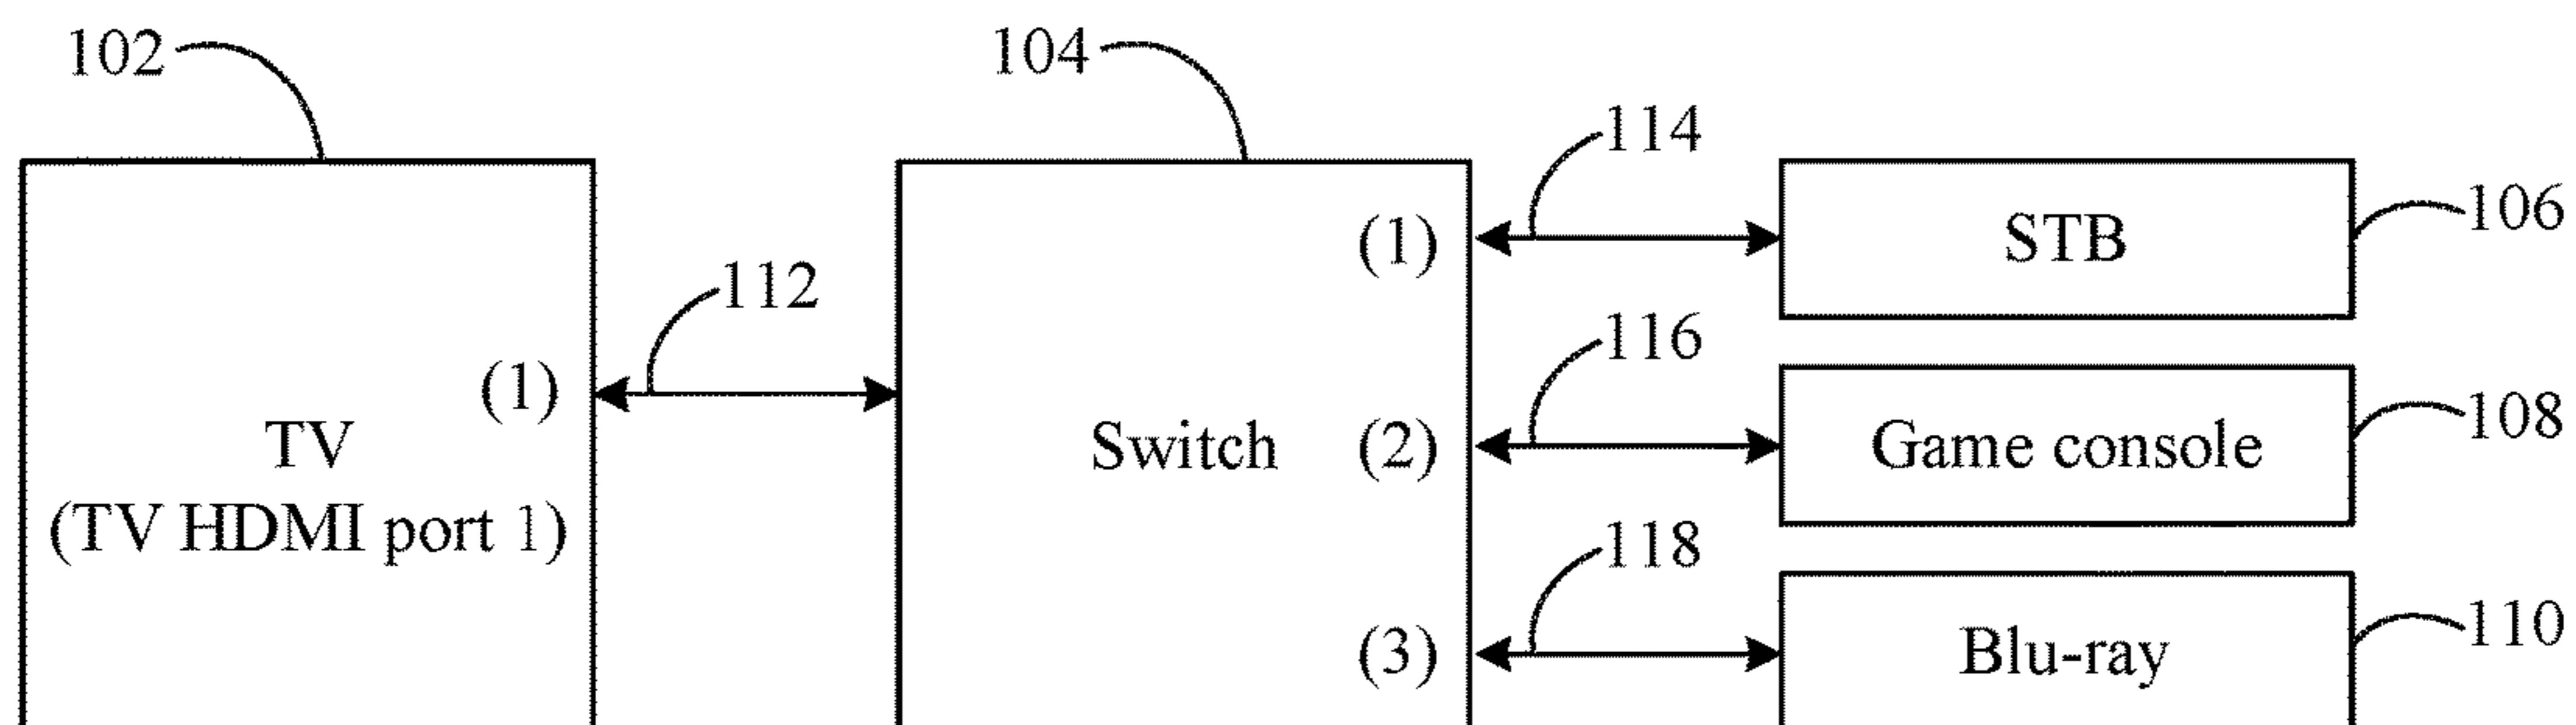 102
104
114
106
(1)
STB
112
116
(1)
108
TV
Switch
(2)
Game console
(TV HDMI port 1)
118
110
(3)
Blu-ray